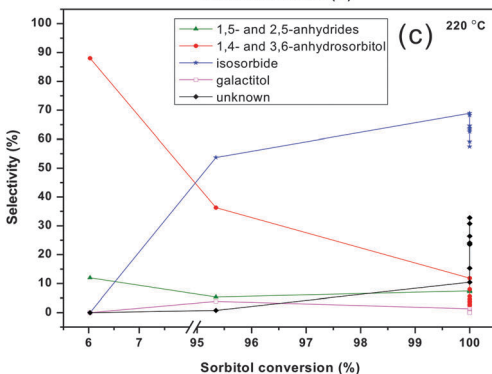 100
90
80
70
60
50
40
30
20
10
0
Selectivity (%)
1,5- and 2,5-anhydrides
1,4- and 3,6-anhydrosorbitol
isosorbide
galactitol
unknown
(c)
220 °C
6 7 95 96 97 98 99 100
Sorbitol conversion (%)